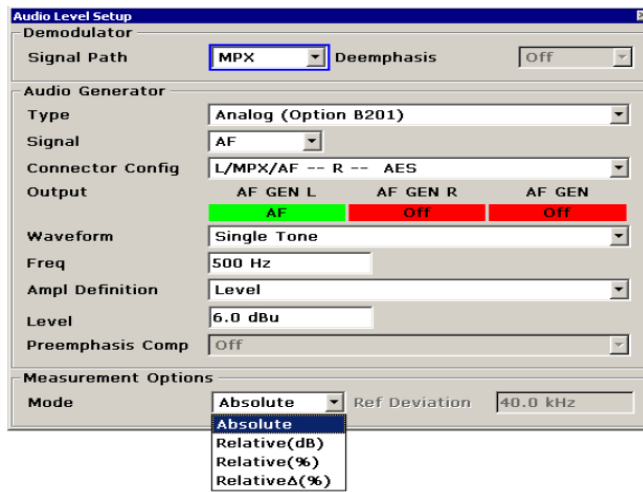 Audio Level Setup
Demodulator
Signal Path MPX Deemphasis Off
Audio Generator
Type Analog (Option B201)
Signal AF
Connector Config L/MPX/AF -- R -- AES
Output AF GEN L AF GEN R AF GEN
AF Off Off
Waveform Single Tone
Freq 500 Hz
Ampl Definition Level
Level 6.0 dBu
Preemphasis Comp Off
Measurement Options
Mode Absolute Ref Deviation 40.0 kHz
Absolute
Relative(dB)
Relative(%)
RelativeΔ(%)